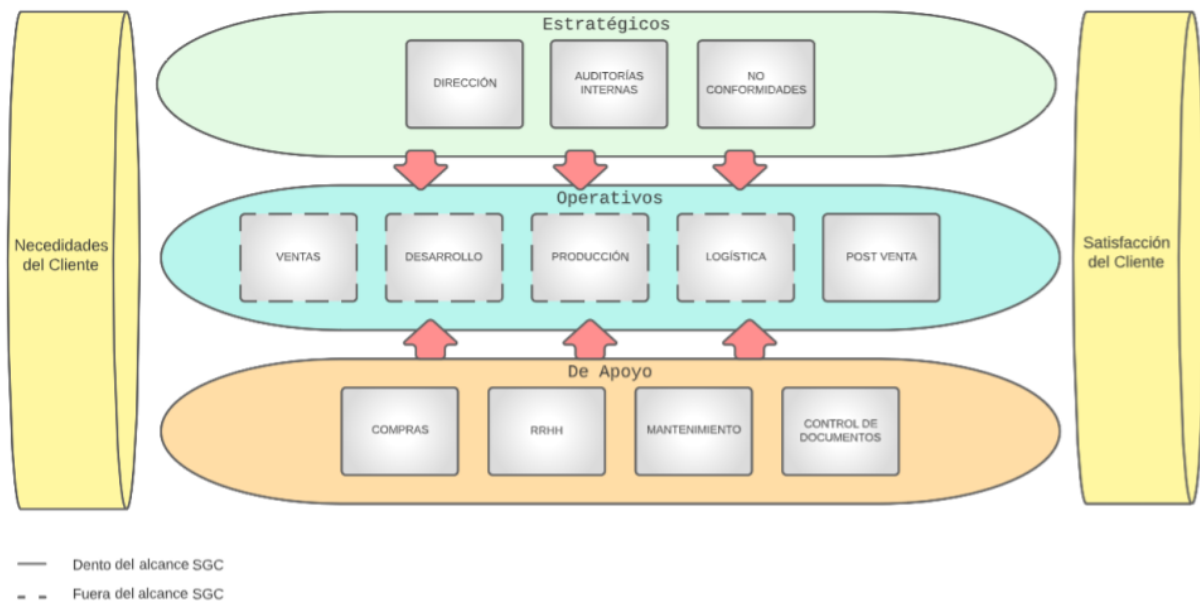 Estratégicos
DIRECCIÓN
AUDITORÍAS
INTERNAS
NO
CONFORMIDADES
Operativos
Necedidades
del Cliente
VENTAS
DESARROLLO
PRODUCCIÓN
LOGÍSTICA
POST VENTA
Satisfacción
del Cliente
De Apoyo
COMPRAS
RRHH
MANTENIMIENTO
CONTROL DE
DOCUMENTOS
Dento del alcance SGC
Fuera del alcance SGC